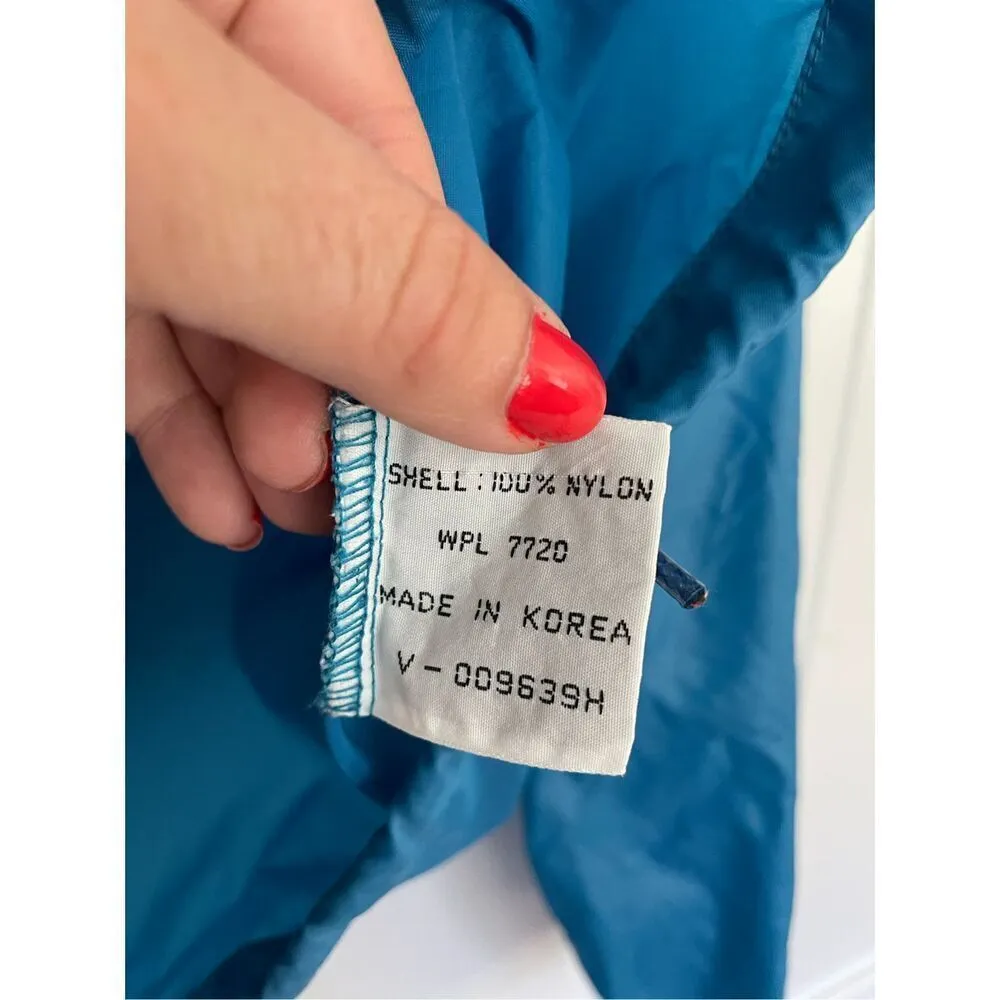 SHELL : 100% NYLON
WPL 7720
MADE IN KOREA
V - 009639H